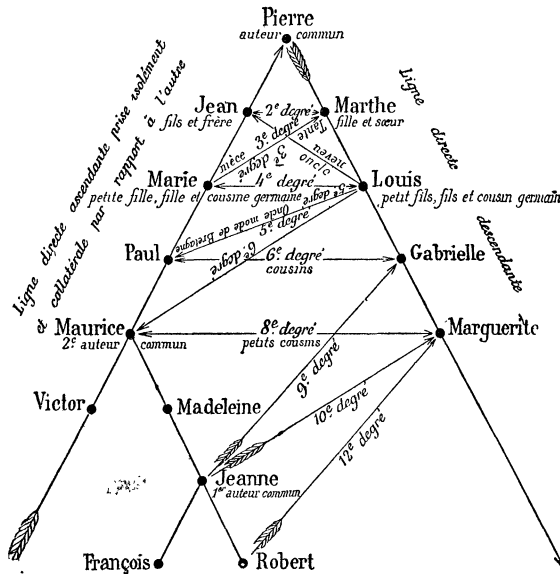 Pierre
auteur commun
Ligne directe ascendante prise isolément
et collatérale par rapport à l'autre
Ligne directe descendante
Jean
fils et frère
2e degré
Marthe
fille et sœur
nièce 3e degré Tante
3e degré
neveu oncle
Marie
petite fille, fille et cousine germaine
4e degré
Louis
petit fils, fils et cousin germain
5e degré
Oncle mode de Bretagne
5e degré
Paul
6e degré
cousins
Gabrielle
6e degré
Maurice
2e auteur commun
8e degré
petits cousins
Marguerite
9e degré
10e degré
12e degré
Victor
Madeleine
Jeanne
1er auteur commun
François
Robert